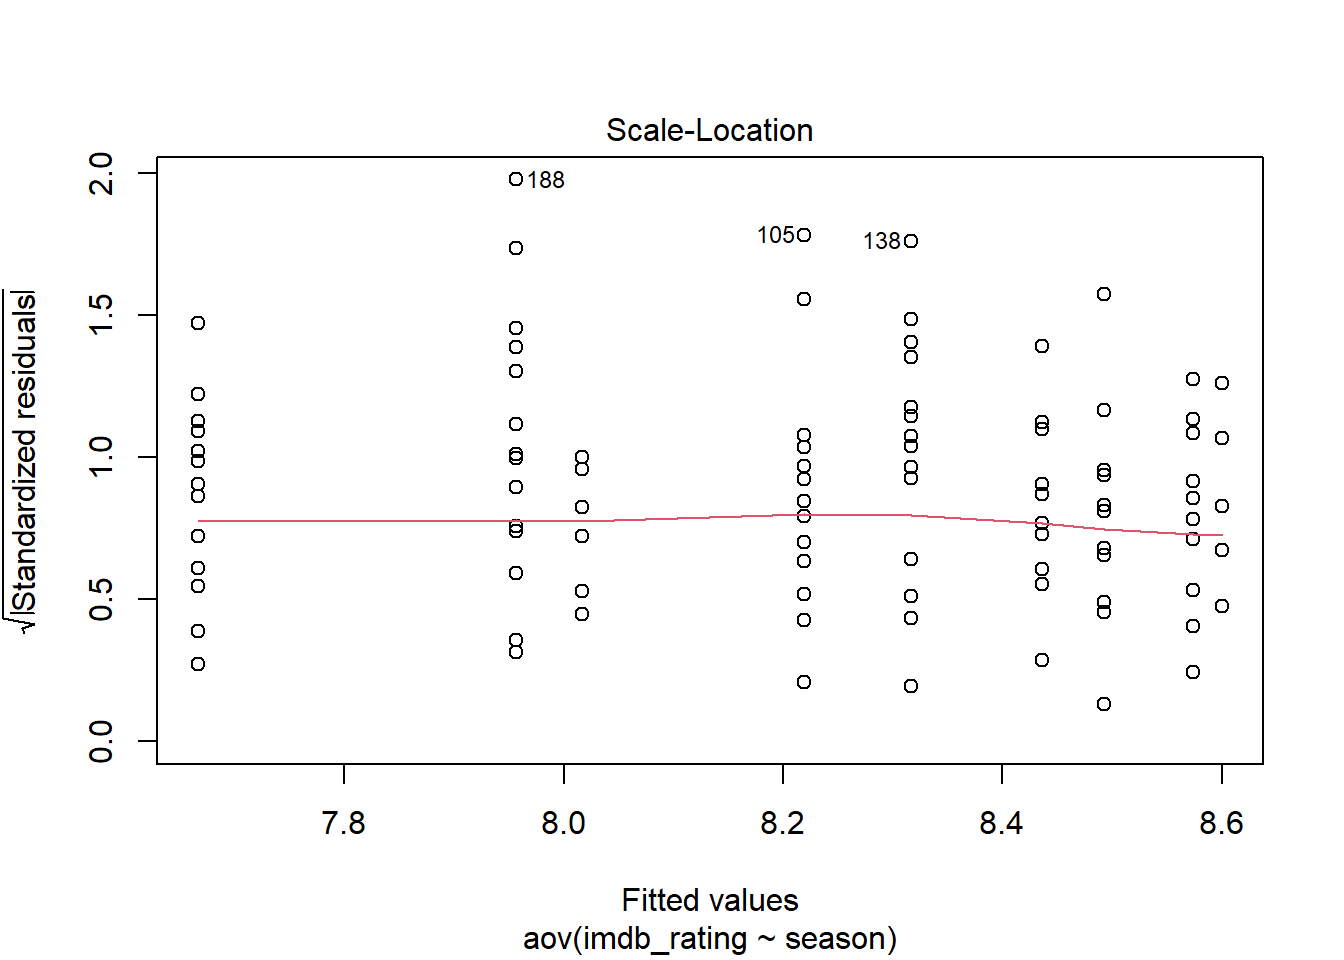 Scale-Location
√|Standardized residuals|
2.0
1.5
1.0
0.5
0.0
188
105
138
7.8 8.0 8.2 8.4 8.6
Fitted values
aov(imdb_rating ~ season)